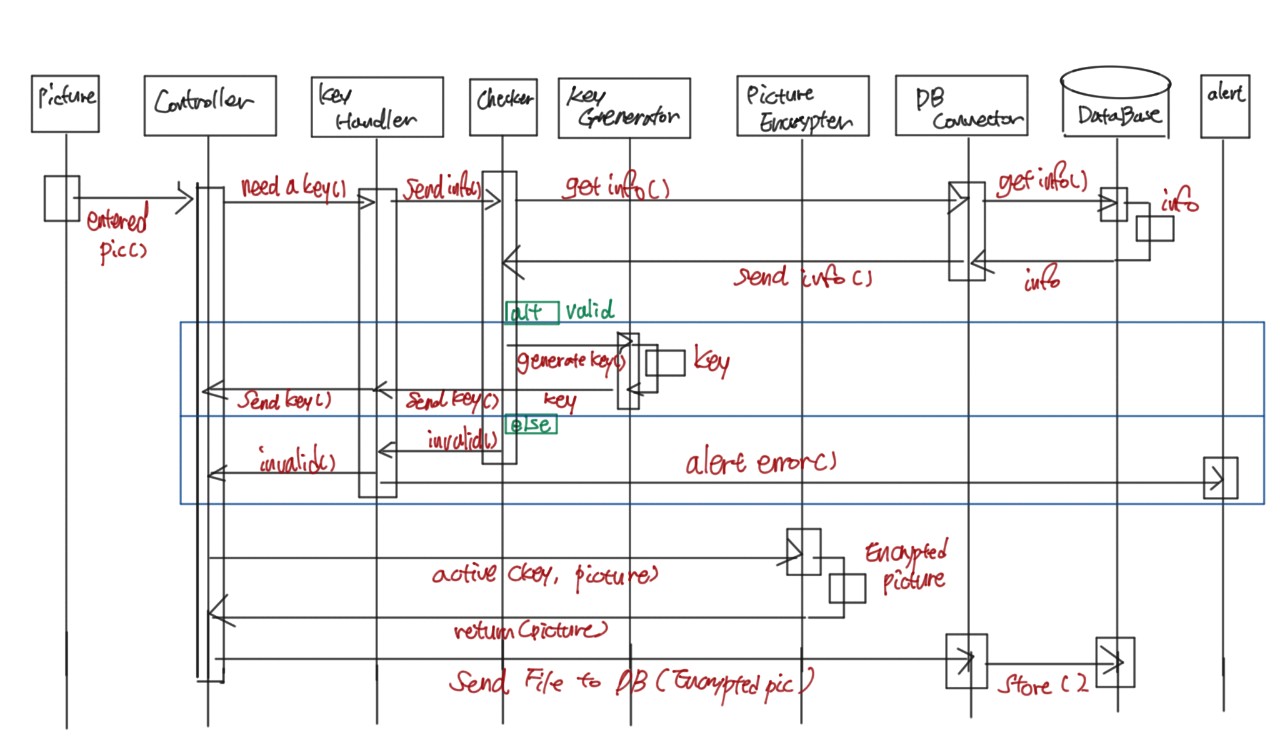 Picture
Controller
key
Handler
Checker
Key
Generator
Picture
Encrypter
DB
Connector
DataBase
alert
need a key()
Send info()
get info()
get info()
info
entered
pic()
send info()
info
alt valid
generate key()
key
Send key()
Send key()
key
else
invalid()
invalid()
alert error()
active (key, picture)
Encrypted
picture
return(picture)
Send File to DB (Encrypted pic)
Store()